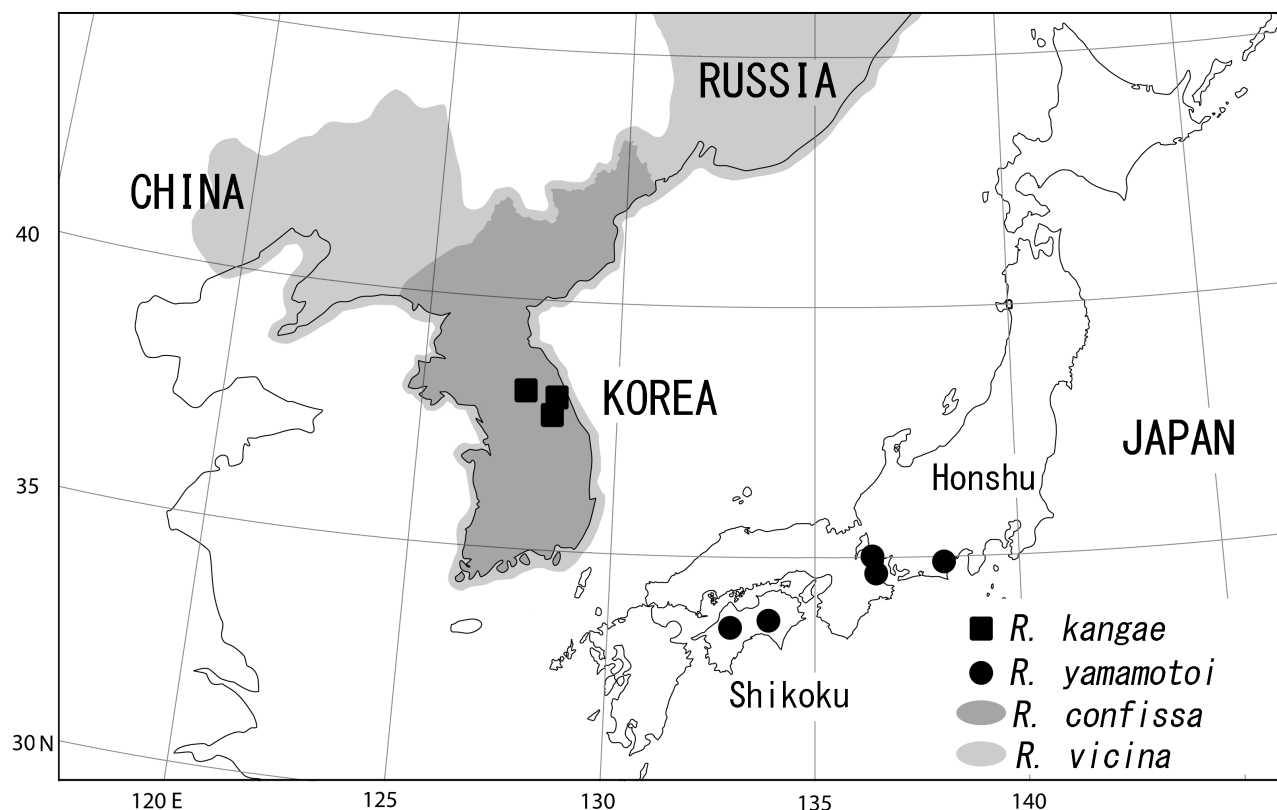 RUSSIA
CHINA
40
KOREA
JAPAN
Honshu
35
R. kangae
R. yamamotoi
Shikoku
R. confissa
R. vicina
30 N
120 E
125
130
135
140